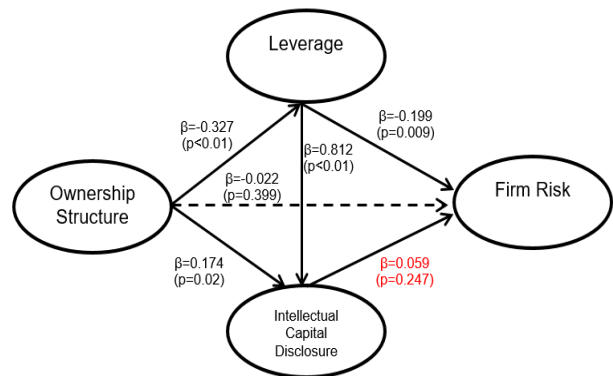 Leverage
β=-0.327
(p<0.01)
β=-0.199
(p=0.009)
β=0.812
(p<0.01)
β=-0.022
(p=0.399)
Ownership
Structure
Firm Risk
β=0.174
(p=0.02)
β=0.059
(p=0.247)
Intellectual
Capital
Disclosure